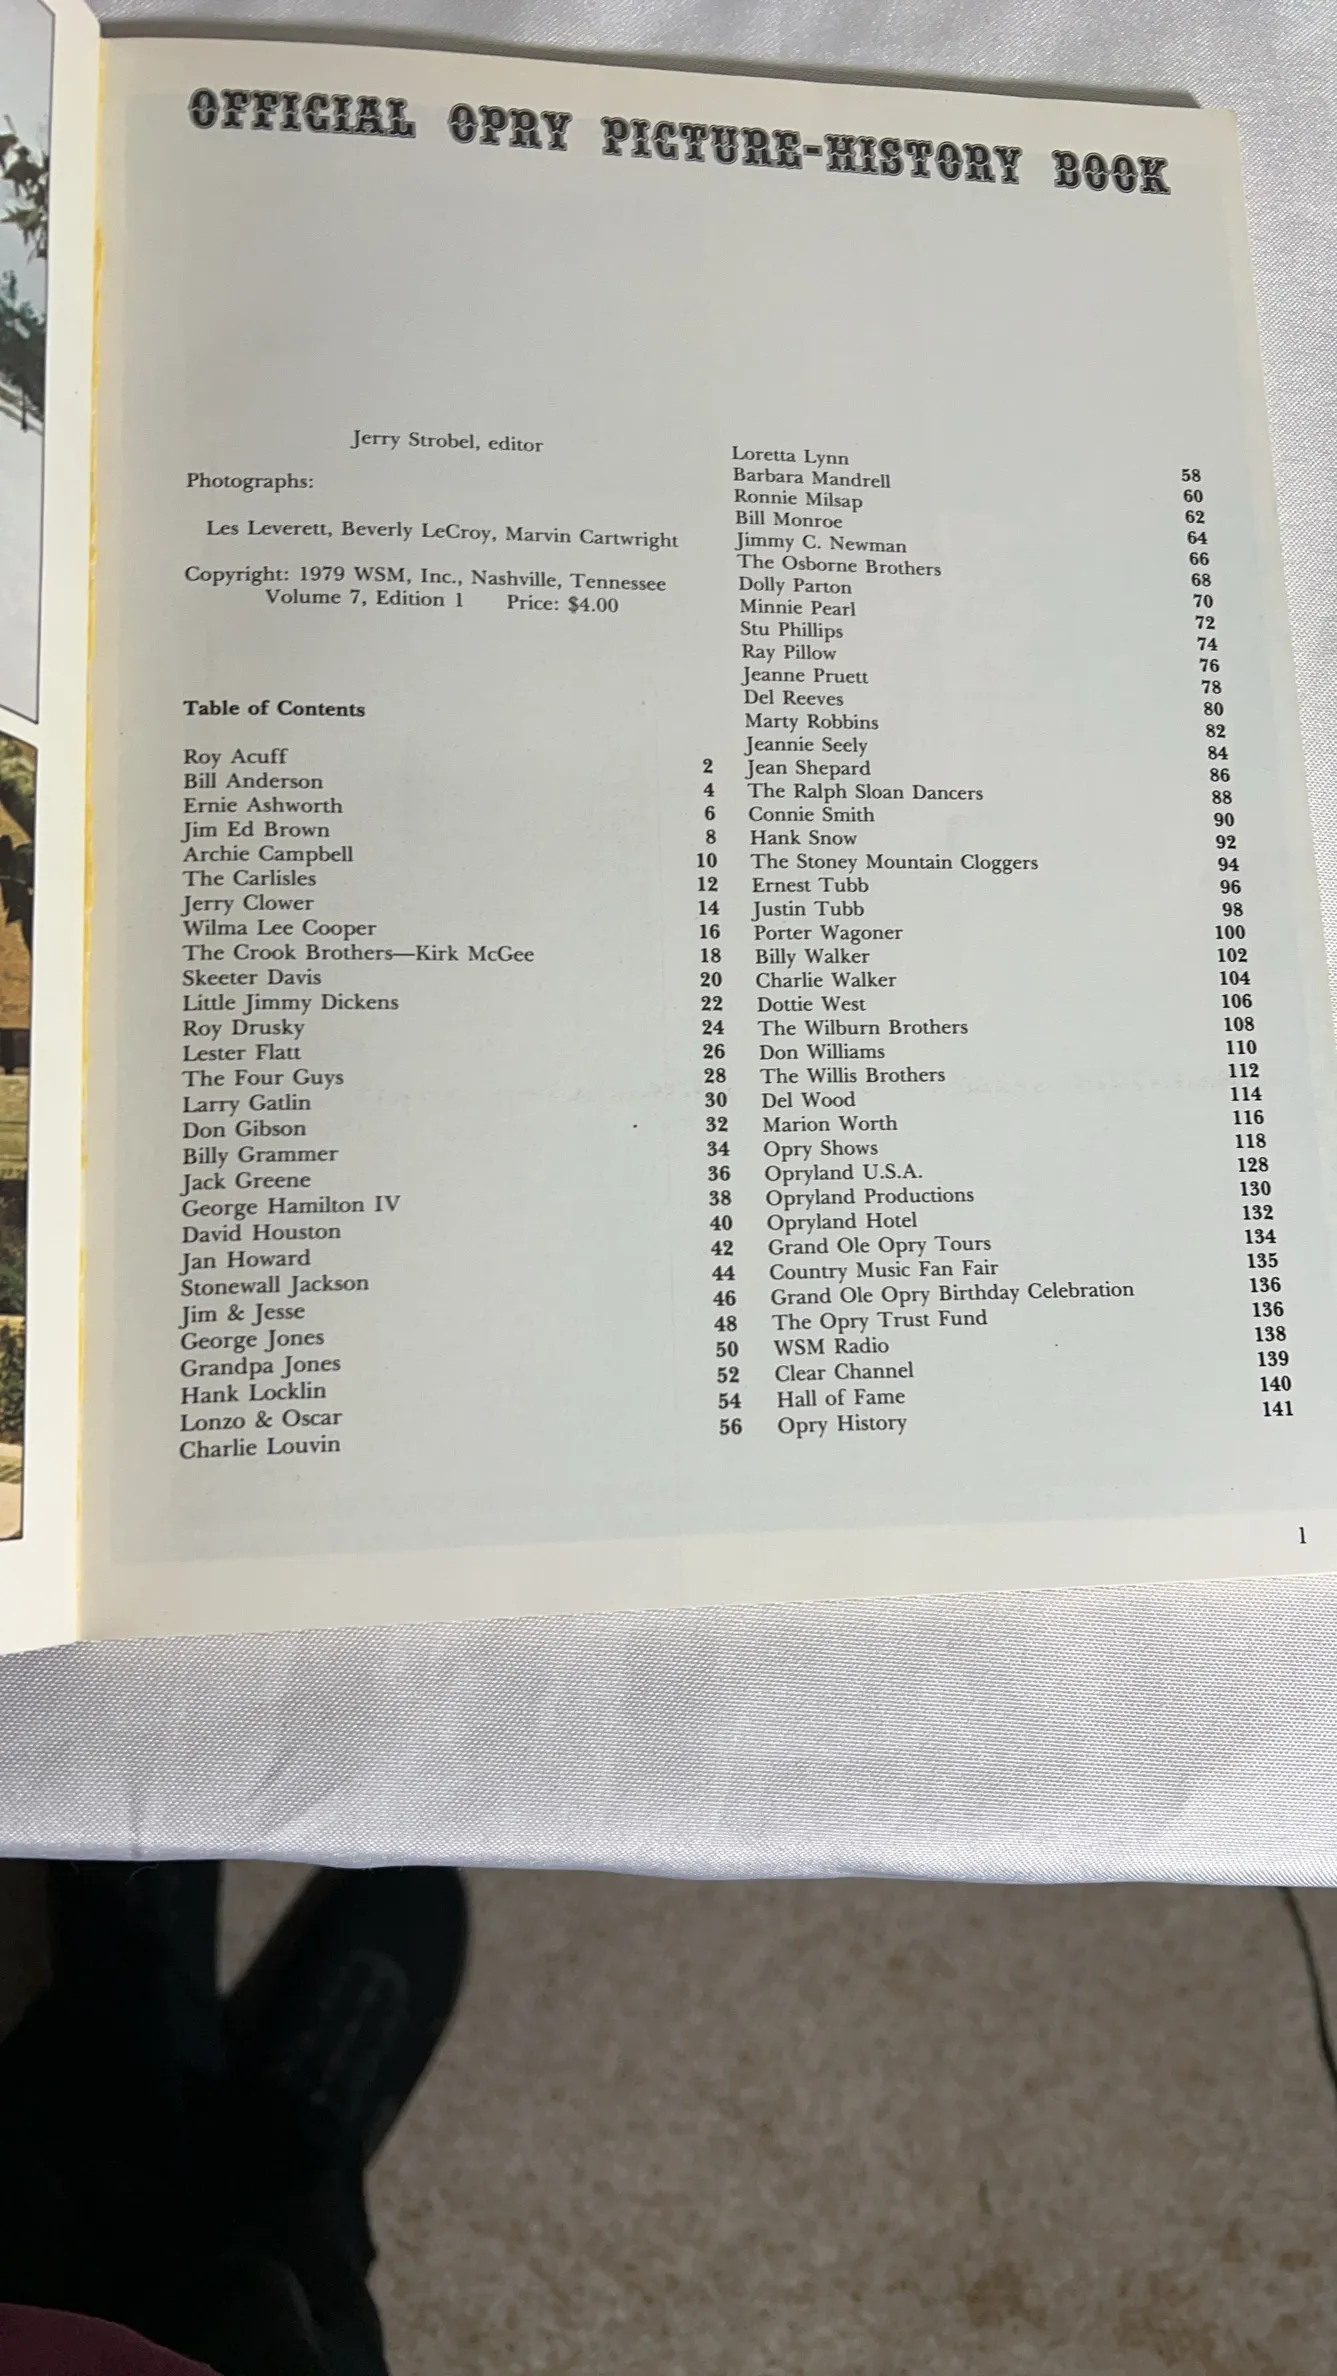 OFFICIAL OPRY PICTURE-HISTORY BOOK
Jerry Strobel, editor
Photographs:
Les Leverett, Beverly LeCroy, Marvin Cartwright
Copyright: 1979 WSM, Inc., Nashville, Tennessee
Volume 7, Edition 1 Price: $4.00
Table of Contents
Roy Acuff 2
Bill Anderson 4
Ernie Ashworth 6
Jim Ed Brown 8
Archie Campbell 10
The Carlisles 12
Jerry Clower 14
Wilma Lee Cooper 16
The Crook Brothers—Kirk McGee 18
Skeeter Davis 20
Little Jimmy Dickens 22
Roy Drusky 24
Lester Flatt 26
The Four Guys 28
Larry Gatlin 30
Don Gibson 32
Billy Grammer 34
Jack Greene 36
George Hamilton IV 38
David Houston 40
Jan Howard 42
Stonewall Jackson 44
Jim & Jesse 46
George Jones 48
Grandpa Jones 50
Hank Locklin 52
Lonzo & Oscar 54
Charlie Louvin 56
Loretta Lynn 58
Barbara Mandrell 60
Ronnie Milsap 62
Bill Monroe 64
Jimmy C. Newman 66
The Osborne Brothers 68
Dolly Parton 70
Minnie Pearl 72
Stu Phillips 74
Ray Pillow 76
Jeanne Pruett 78
Del Reeves 80
Marty Robbins 82
Jeannie Seely 84
Jean Shepard 86
The Ralph Sloan Dancers 88
Connie Smith 90
Hank Snow 92
The Stoney Mountain Cloggers 94
Ernest Tubb 96
Justin Tubb 98
Porter Wagoner 100
Billy Walker 102
Charlie Walker 104
Dottie West 106
The Wilburn Brothers 108
Don Williams 110
The Willis Brothers 112
Del Wood 114
Marion Worth 116
Opry Shows 118
Opryland U.S.A. 128
Opryland Productions 130
Opryland Hotel 132
Grand Ole Opry Tours 134
Country Music Fan Fair 135
Grand Ole Opry Birthday Celebration 136
The Opry Trust Fund 136
WSM Radio 138
Clear Channel 139
Hall of Fame 140
Opry History 141
1